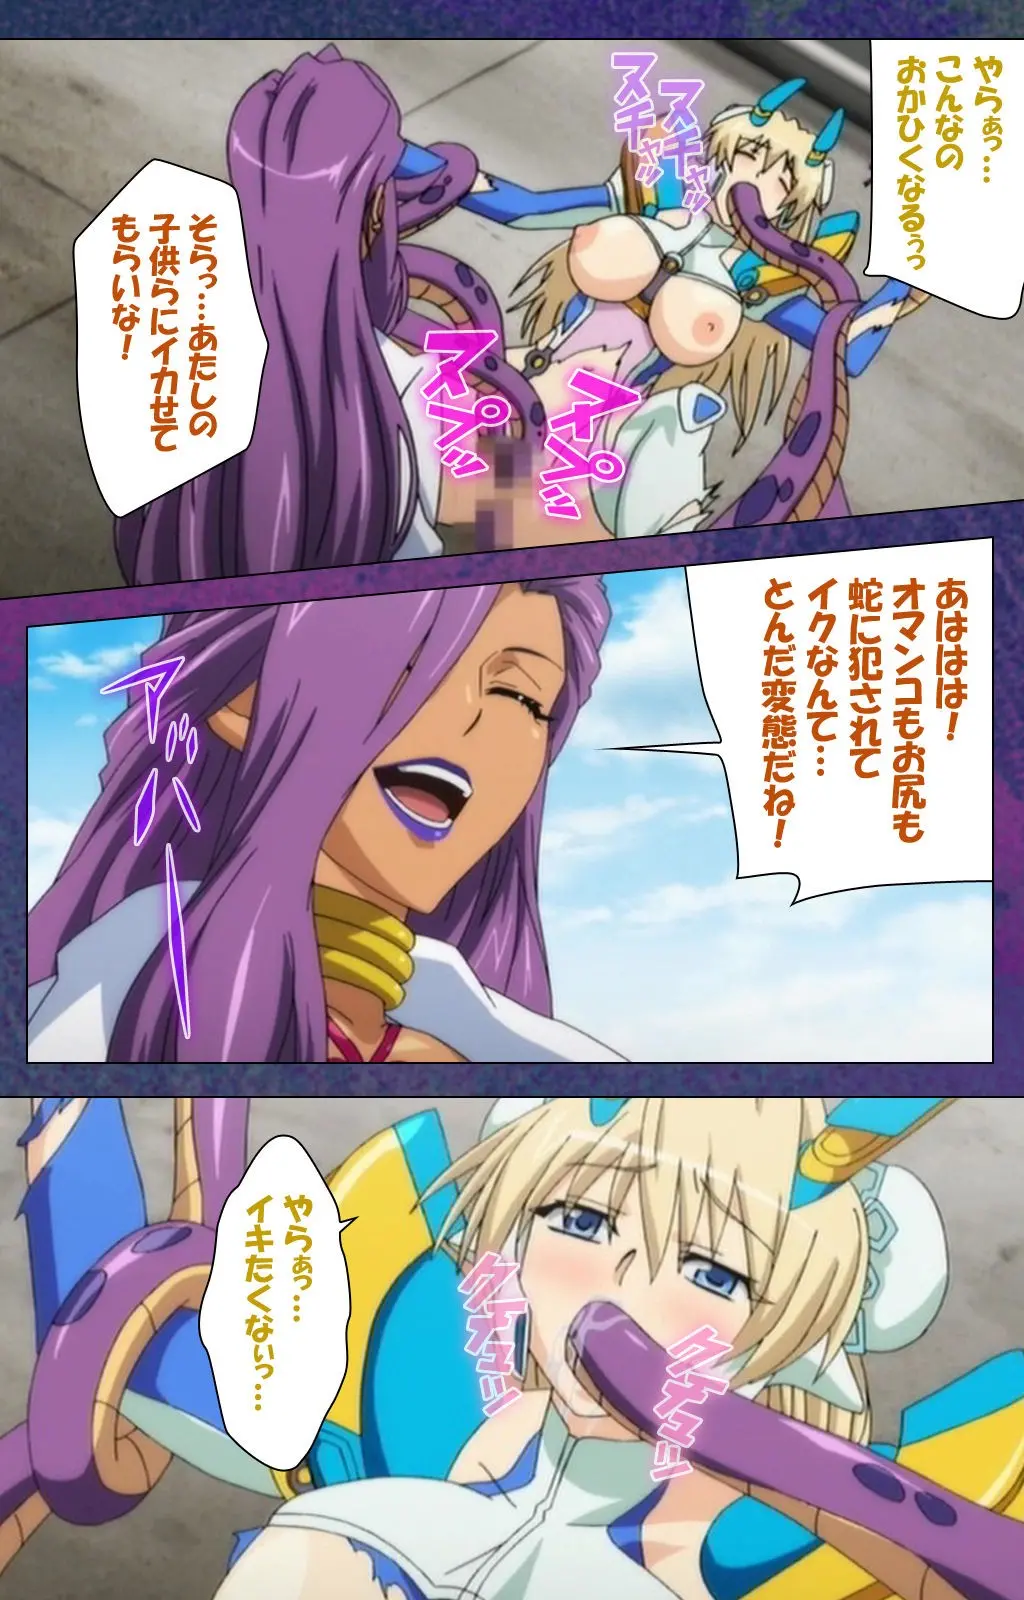 やらぁっ…
こんなの
おかひくなるぅっ
ヌチャッ
ヌチャッ
そらっ…あたしの
子供らにイカせて
もらいな！
ヌプッ
ヌプッ
あははは！
オマンコもお尻も
蛇に犯されて
イクなんて…
とんだ変態だね！
アッハー
やらぁっ…
イキたくないっ…
クチュッ
クチュッ